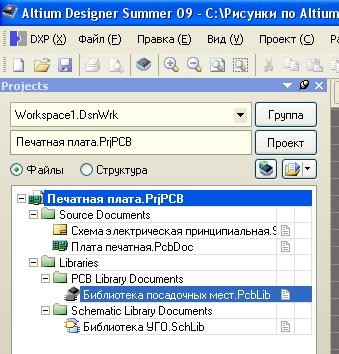 Altium Designer Summer 09 - C:\Рисунки по Altium
DXP (X) Файл (F) Правка (E) Вид (V) Проект (C) Ра
Projects
Workspace1.DsnWrk Группа
Печатная плата.PrjPCB Проект
Файлы Структура
Печатная плата.PrjPCB
Source Documents
Схема электрическая принципиальная.S
Плата печатная.PcbDoc
Libraries
PCB Library Documents
Библиотека посадочных мест.PcbLib
Schematic Library Documents
Библиотека УГО.SchLib